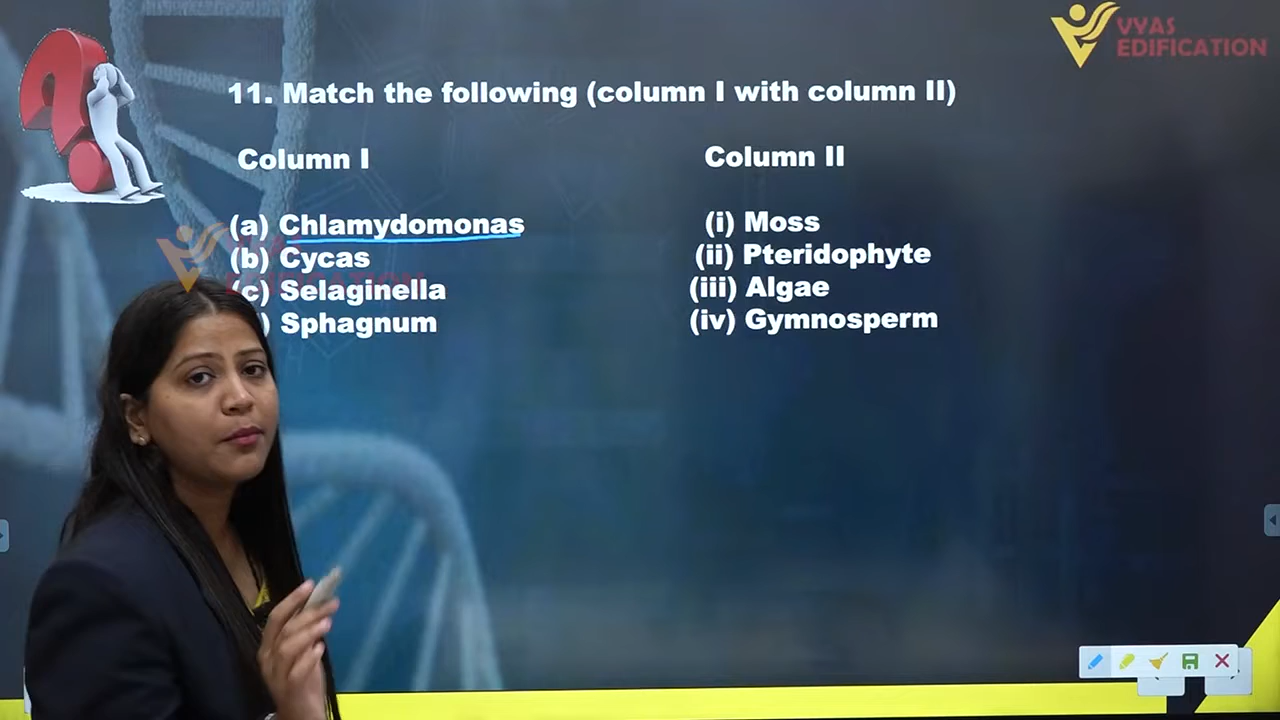 VYAS
EDIFICATION
11. Match the following (column I with column II)
Column I Column II
(a) Chlamydomonas (i) Moss
(b) Cycas (ii) Pteridophyte
(c) Selaginella (iii) Algae
) Sphagnum (iv) Gymnosperm